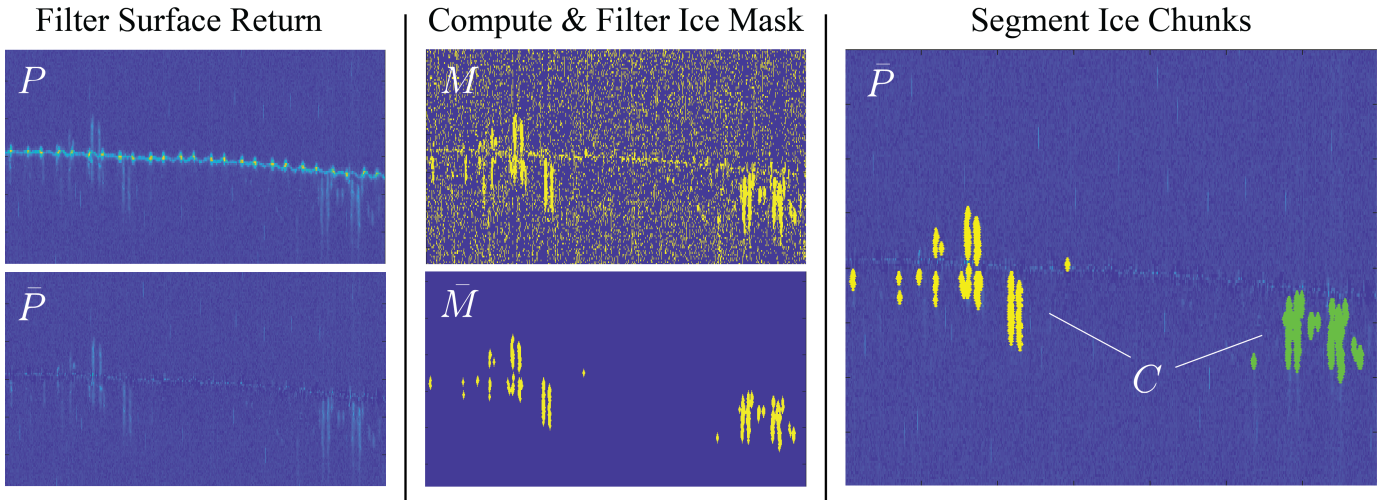 Filter Surface Return
Compute & Filter Ice Mask
Segment Ice Chunks
P
M
P̄
P̄
M̄
C